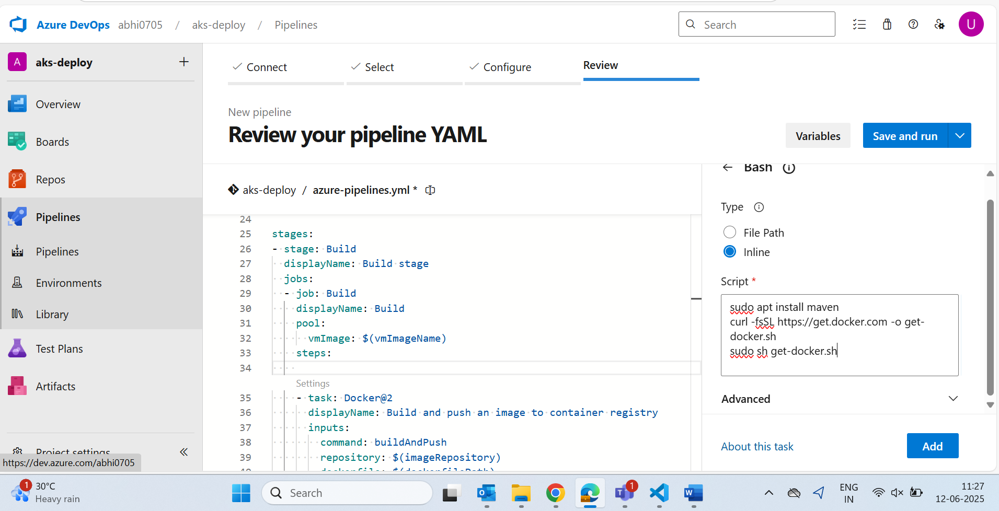 Azure DevOps abhi0705 / aks-deploy / Pipelines
Search
U
A aks-deploy
Overview
Boards
Repos
Pipelines
Pipelines
Environments
Library
Test Plans
Artifacts
Project settings
https://dev.azure.com/abhi0705
Connect
Select
Configure
Review
New pipeline
Review your pipeline YAML
Variables
Save and run
aks-deploy / azure-pipelines.yml *
24
25 stages:
26 - stage: Build
27 displayName: Build stage
28 jobs:
29 - job: Build
30 displayName: Build
31 pool:
32 vmImage: $(vmImageName)
33 steps:
34
Settings
35 - task: Docker@2
36 displayName: Build and push an image to container registry
37 inputs:
38 command: buildAndPush
39 repository: $(imageRepository)
40 dockerfile: $(dockerfilePath)
Bash
Type
File Path
Inline
Script *
sudo apt install maven
curl -fsSL https://get.docker.com -o get-
docker.sh
sudo sh get-docker.sh
Advanced
About this task
Add
1
30°C
Heavy rain
Search
1
ENG
IN
11:27
12-06-2025